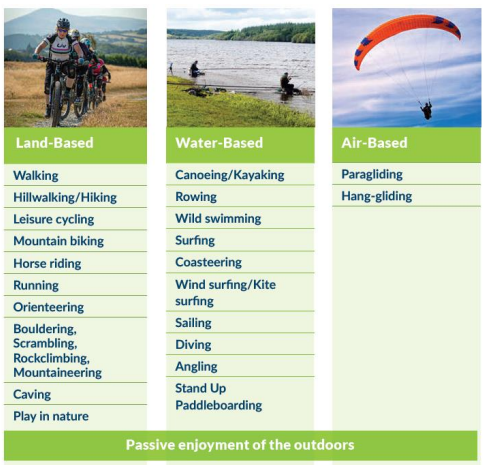 Land-Based
Walking
Hillwalking/Hiking
Leisure cycling
Mountain biking
Horse riding
Running
Orienteering
Bouldering,
Scrambling,
Rockclimbing,
Mountaineering
Caving
Play in nature
Water-Based
Canoeing/Kayaking
Rowing
Wild swimming
Surfing
Coasteering
Wind surfing/Kite
surfing
Sailing
Diving
Angling
Stand Up
Paddleboarding
Air-Based
Paragliding
Hang-gliding
Passive enjoyment of the outdoors